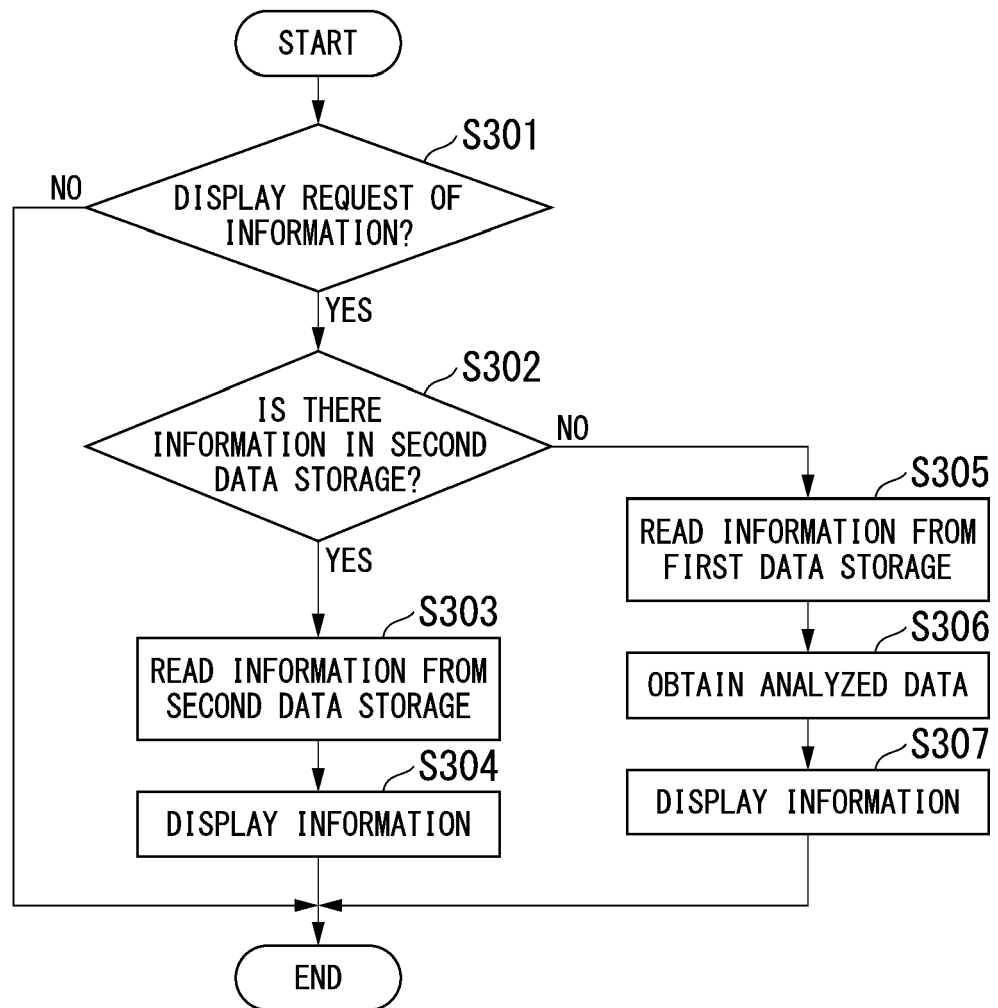 START
S301
DISPLAY REQUEST OF
INFORMATION?
NO
YES
S302
IS THERE
INFORMATION IN SECOND
DATA STORAGE?
NO
YES
S303
READ INFORMATION FROM
SECOND DATA STORAGE
S304
DISPLAY INFORMATION
S305
READ INFORMATION FROM
FIRST DATA STORAGE
S306
OBTAIN ANALYZED DATA
S307
DISPLAY INFORMATION
END